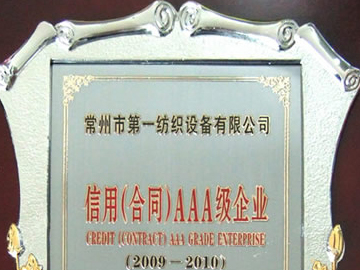 常州市第一纺织设备有限公司
信用(合同)AAA级企业
CREDIT (CONTRACT) AAA GRADE ENTERPRISE
(2009－2010)